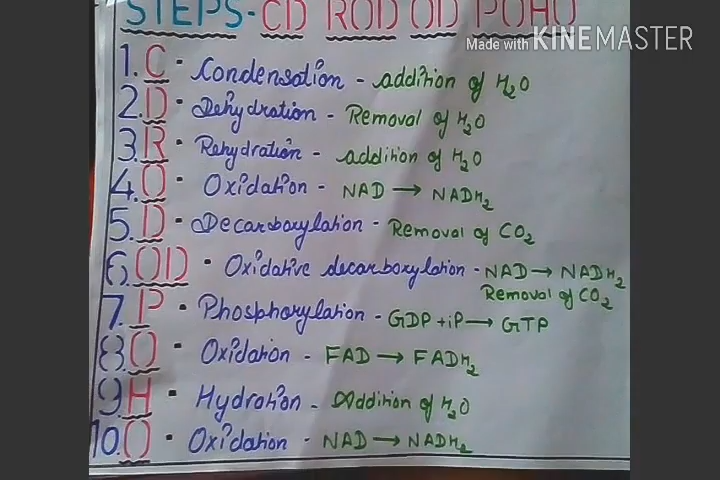 STEPS- CD ROD OD POHO
Made with KINEMASTER
1. C - Condensation - addition of H₂O
2. D - Dehydration - Removal of H₂O
3. R - Rehydration - addition of H₂O
4. O - Oxidation - NAD → NADH₂
5. D - Decarboxylation - Removal of CO₂
6. OD - Oxidative decarboxylation - NAD → NADH₂
Removal of CO₂
7. P - Phosphorylation - GDP + iP → GTP
8. O - Oxidation - FAD → FADH₂
9. H - Hydration - Addition of H₂O
10. O - Oxidation - NAD → NADH₂